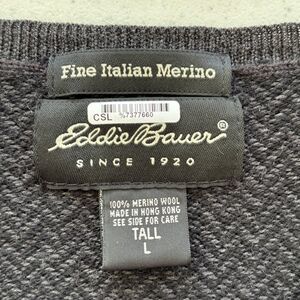 Fine Italian Merino
CSL %7377660
Eddie Bauer®
SINCE 1920
100% MERINO WOOL
MADE IN HONG KONG
SEE SIDE FOR CARE
TALL
L